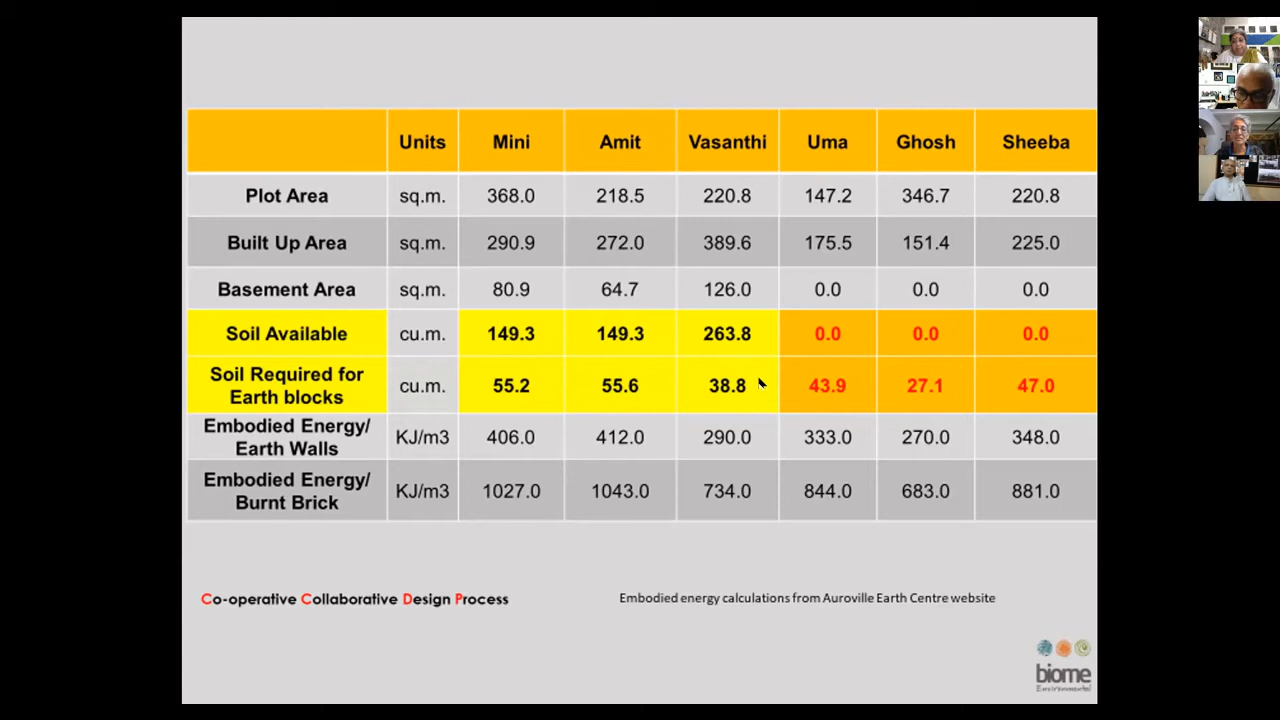 Units Mini Amit Vasanthi Uma Ghosh Sheeba
Plot Area sq.m. 368.0 218.5 220.8 147.2 346.7 220.8
Built Up Area sq.m. 290.9 272.0 389.6 175.5 151.4 225.0
Basement Area sq.m. 80.9 64.7 126.0 0.0 0.0 0.0
Soil Available cu.m. 149.3 149.3 263.8 0.0 0.0 0.0
Soil Required for
Earth blocks cu.m. 55.2 55.6 38.8 43.9 27.1 47.0
Embodied Energy/
Earth Walls KJ/m3 406.0 412.0 290.0 333.0 270.0 348.0
Embodied Energy/
Burnt Brick KJ/m3 1027.0 1043.0 734.0 844.0 683.0 881.0
Co-operative Collaborative Design Process
Embodied energy calculations from Auroville Earth Centre website
biome
Environmental